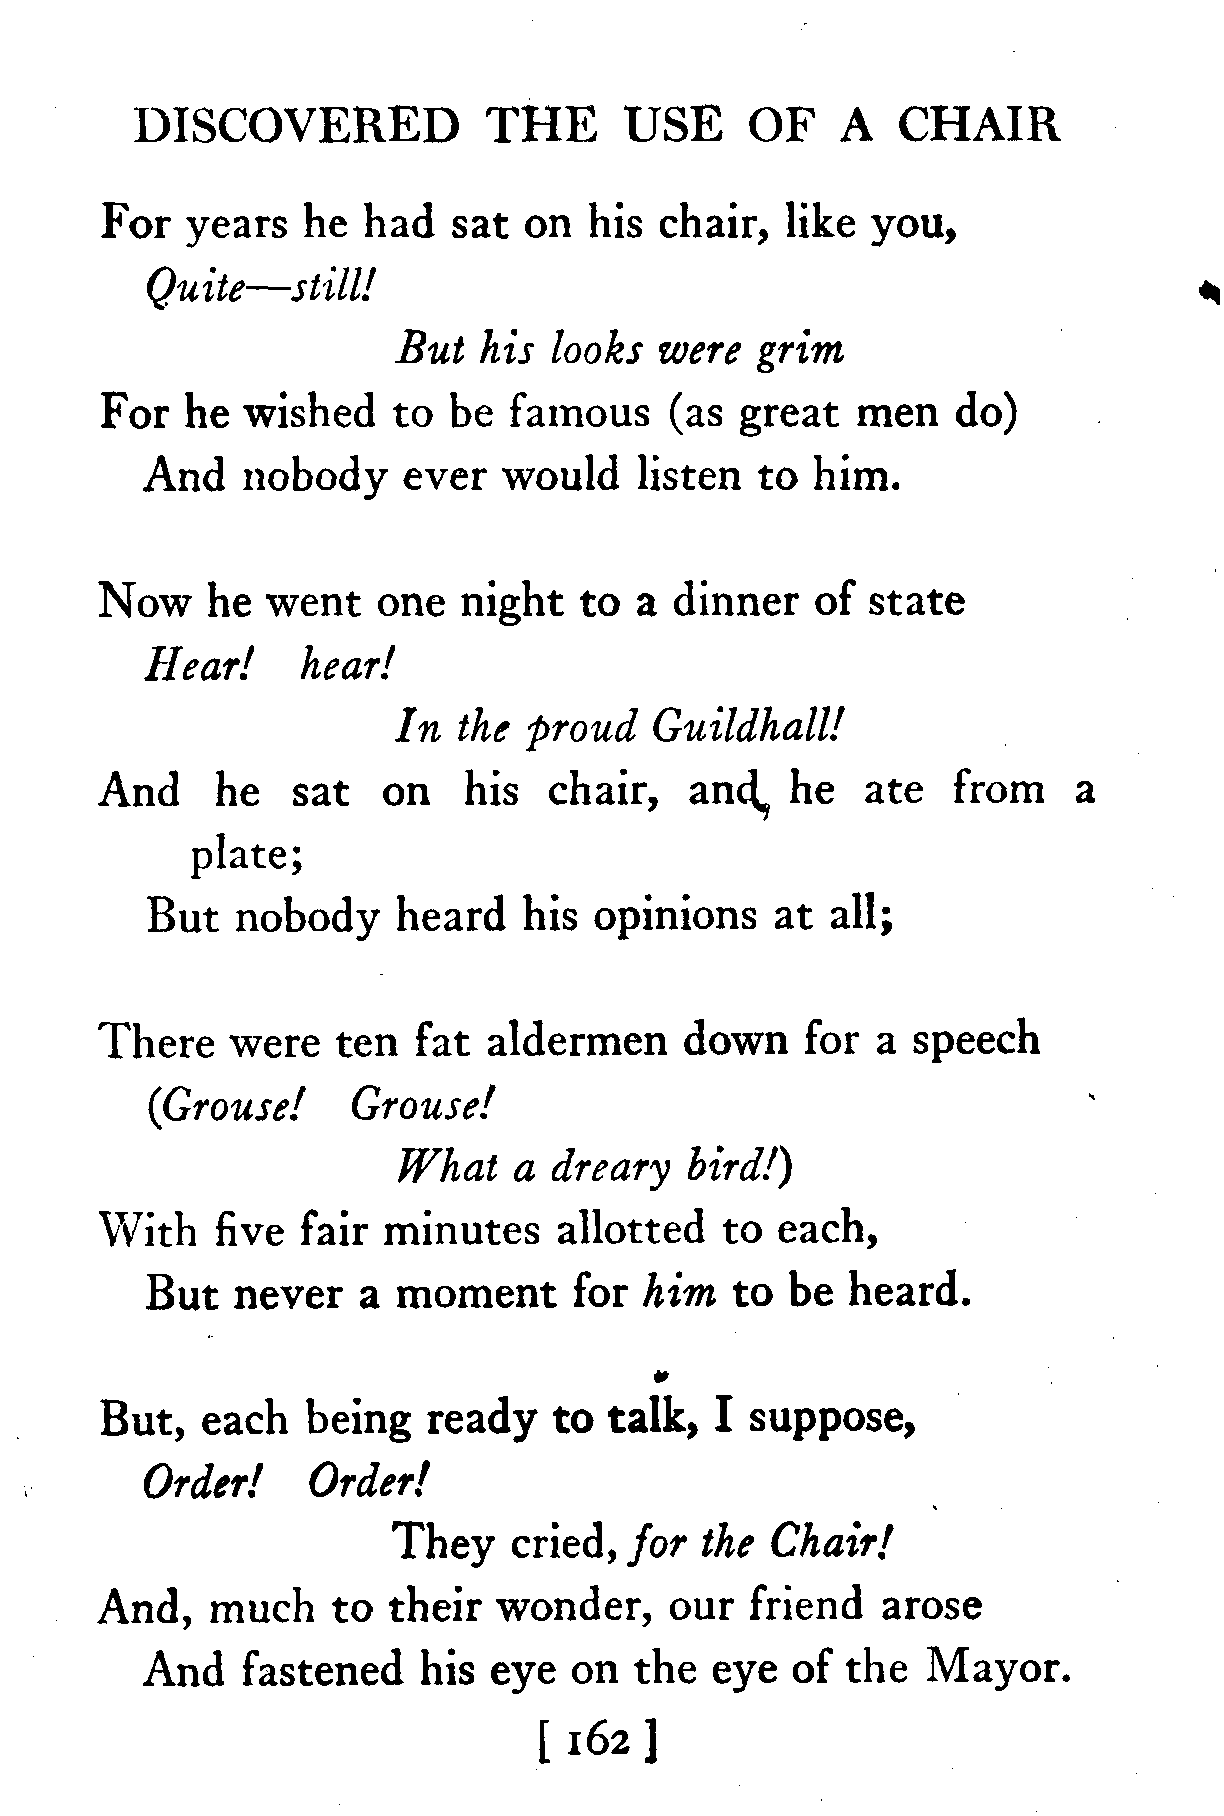 DISCOVERED THE USE OF A CHAIR
For years he had sat on his chair, like you,
Quite—still!
But his looks were grim
For he wished to be famous (as great men do)
And nobody ever would listen to him.
Now he went one night to a dinner of state
Hear! hear!
In the proud Guildhall!
And he sat on his chair, and he ate from a
plate;
But nobody heard his opinions at all;
There were ten fat aldermen down for a speech
(Grouse! Grouse!
What a dreary bird!)
With five fair minutes allotted to each,
But never a moment for him to be heard.
But, each being ready to talk, I suppose,
Order! Order!
They cried, for the Chair!
And, much to their wonder, our friend arose
And fastened his eye on the eye of the Mayor.
[ 162 ]